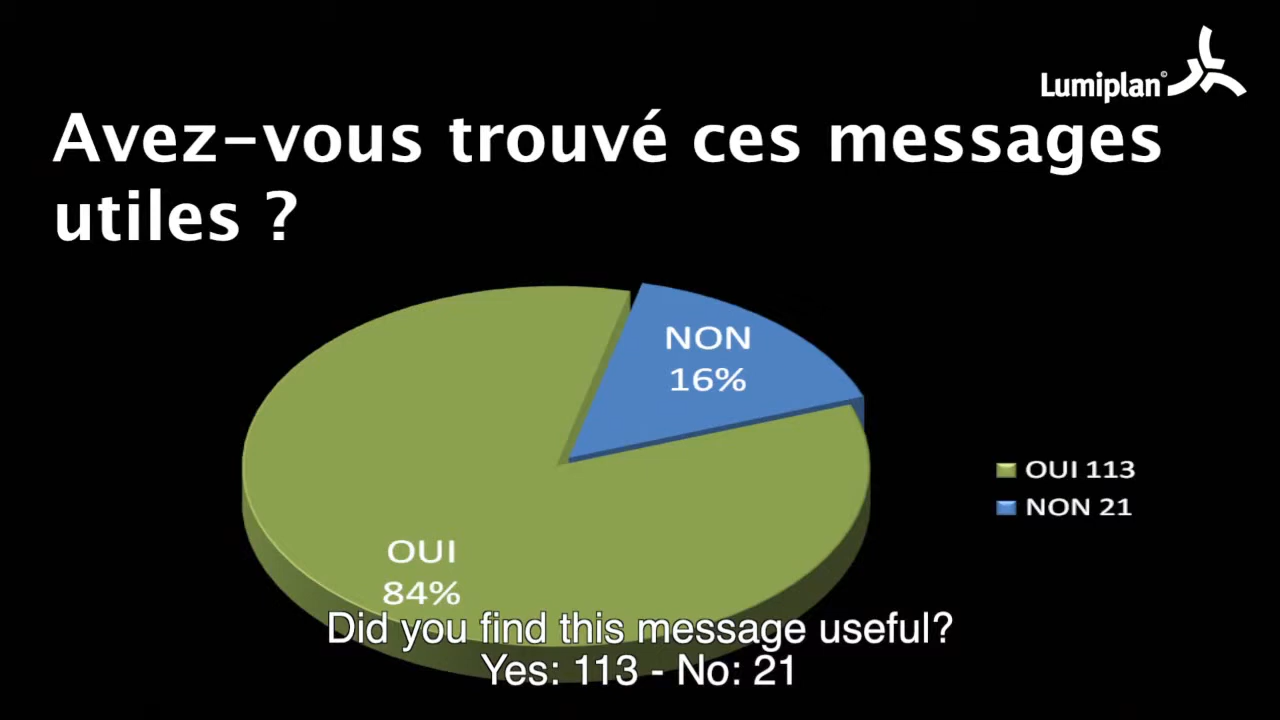 Lumiplan©
Avez-vous trouvé ces messages
utiles ?
NON
16%
OUI 113
NON 21
OUI
84%
Did you find this message useful?
Yes: 113 - No: 21